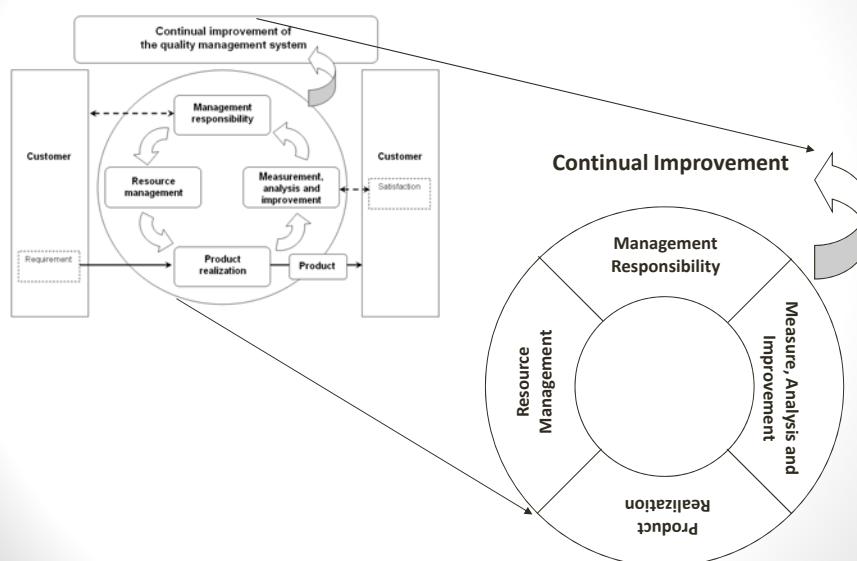 Continual improvement of
the quality management system
Customer
Requirement
Management
responsibility
Resource
management
Measurement,
analysis and
improvement
Product
realization
Product
Customer
Satisfaction
Continual Improvement
Management
Responsibility
Resource
Management
Measure, Analysis and
Improvement
Product
Realization